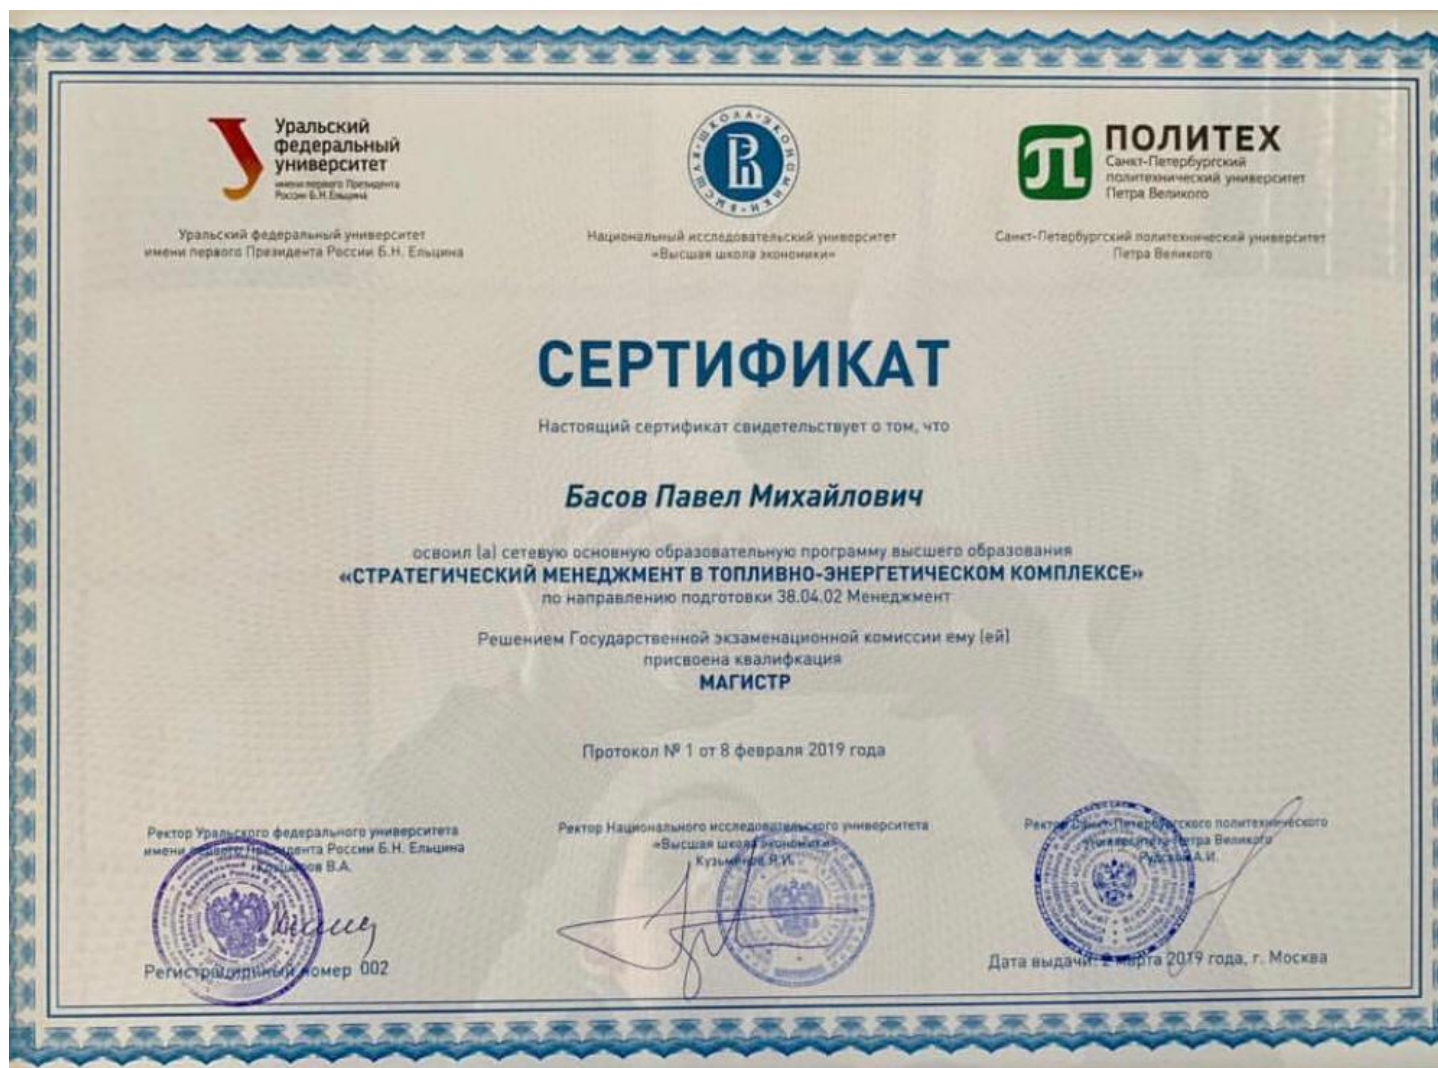 Уральский
федеральный
университет
имени первого Президента
России Б.Н.Ельцина
ВЫСШАЯ ШКОЛА ЭКОНОМИКИ
ПОЛИТЕХ
Санкт-Петербургский
политехнический университет
Петра Великого
Уральский федеральный университет
имени первого Президента России Б.Н. Ельцина
Национальный исследовательский университет
«Высшая школа экономики»
Санкт-Петербургский политехнический университет
Петра Великого
СЕРТИФИКАТ
Настоящий сертификат свидетельствует о том, что
Басов Павел Михайлович
освоил (а) сетевую основную образовательную программу высшего образования
«СТРАТЕГИЧЕСКИЙ МЕНЕДЖМЕНТ В ТОПЛИВНО-ЭНЕРГЕТИЧЕСКОМ КОМПЛЕКСЕ»
по направлению подготовки 38.04.02 Менеджмент
Решением Государственной экзаменационной комиссии ему (ей)
присвоена квалифкация
МАГИСТР
Протокол № 1 от 8 февраля 2019 года
Ректор Уральского федерального университета
имени первого Президента России Б.Н. Ельцина
Кокшаров В.А.
Регистрационный номер 002
Ректор Национального исследовательского университета
«Высшая школа экономики»
Кузьминов Я.И.
Ректор Санкт-Петербургского политехнического
университета Петра Великого
Рудской А.И.
Дата выдачи: 2 марта 2019 года, г. Москва